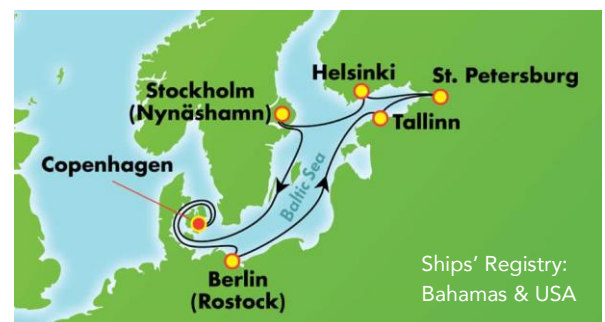 Helsinki
St. Petersburg
Stockholm
(Nynäshamn)
Tallinn
Copenhagen
Baltic Sea
Berlin
(Rostock)
Ships' Registry:
Bahamas & USA